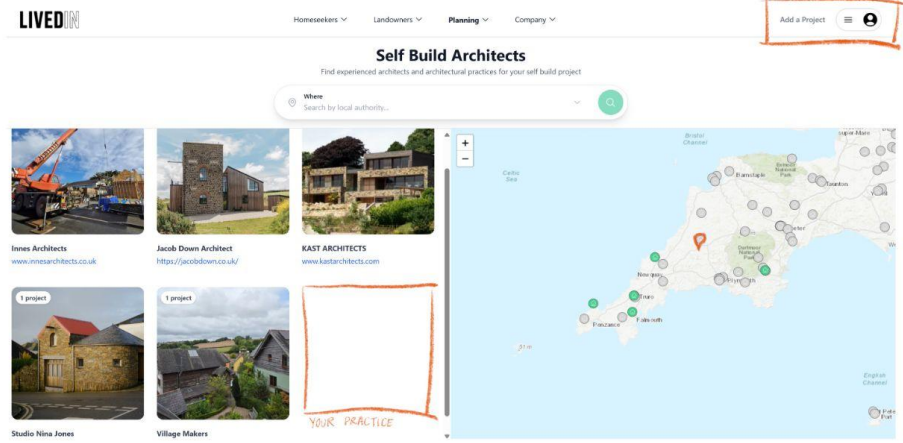 LIVEDIN
Homeseekers
Landowners
Planning
Company
Add a Project
Self Build Architects
Find experienced architects and architectural practices for your self build project
Where
Search by local authority...
Innes Architects
www.innesarchitects.co.uk
Jacob Down Architect
https://jacobdown.co.uk/
KAST ARCHITECTS
www.kastarchitects.com
1 project
1 project
Studio Nina Jones
Village Makers
YOUR PRACTICE
+
−
Bristol
Channel
super-Mare
Celtic
Sea
Barnstaple
Exmoor
National
Park
Taunton
Dartmoor
National
Park
Newquay
Plymouth
Truro
Falmouth
Penzance
English
Channel